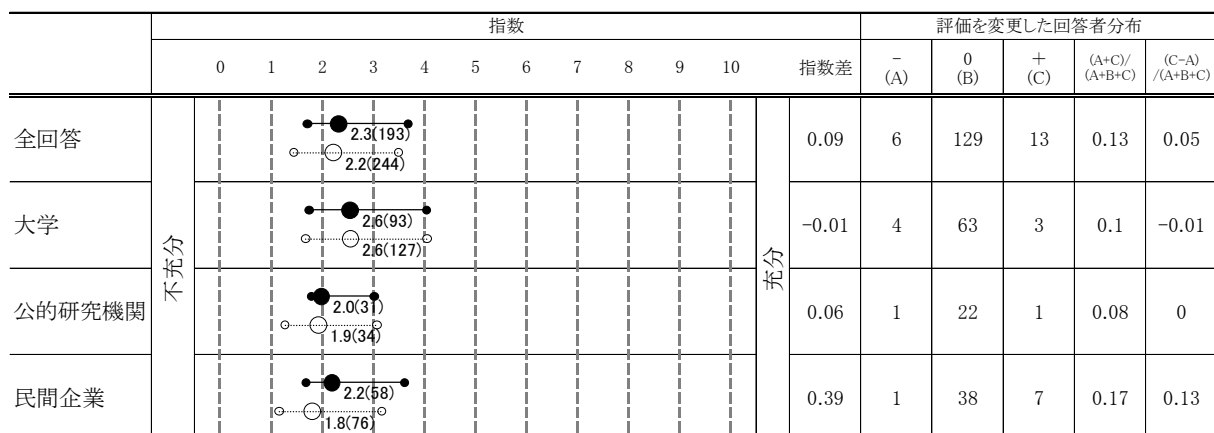 指数 評価を変更した回答者分布
0 1 2 3 4 5 6 7 8 9 10 指数差 - (A) 0 (B) + (C) (A+C)/(A+B+C) (C-A)/(A+B+C)
不充分
充分
全回答 2.3(193) 0.09 6 129 13 0.13 0.05
2.2(244)
大学 2.6(93) -0.01 4 63 3 0.1 -0.01
2.6(127)
公的研究機関 2.0(31) 0.06 1 22 1 0.08 0
1.9(34)
民間企業 2.2(58) 0.39 1 38 7 0.17 0.13
1.8(76)